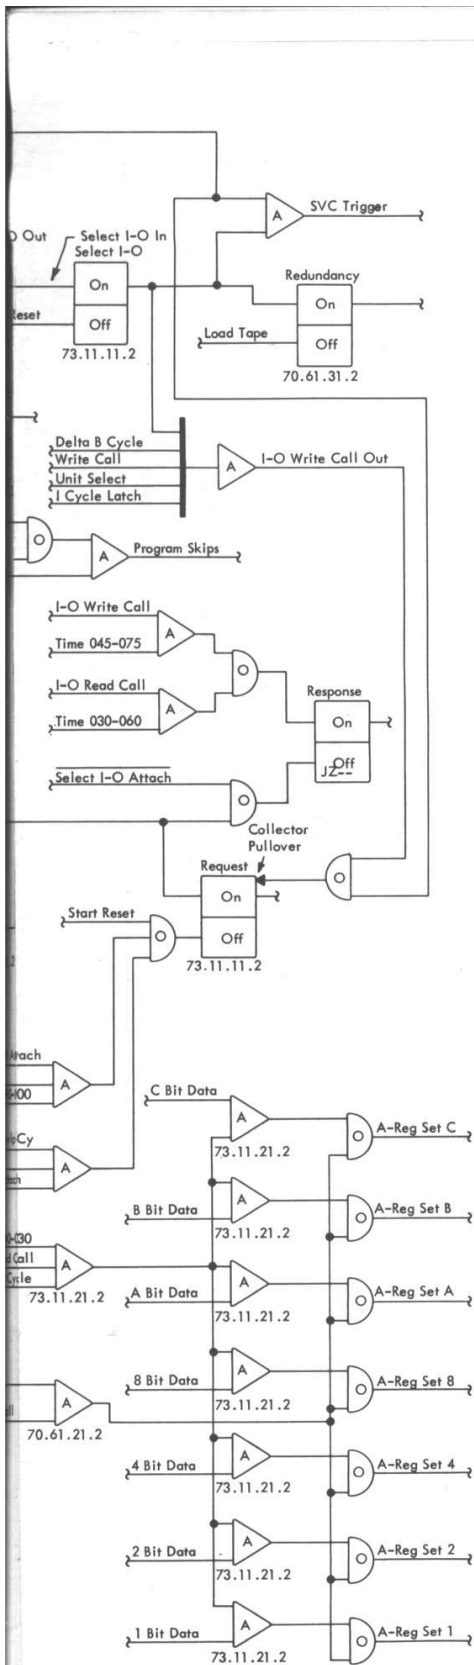 SVC Trigger
A
Out
Select I-O In
Select I-O
Redundancy
On
On
Reset
Off
Load Tape
Off
73.11.11.2
70.61.31.2
Delta B Cycle
Write Call
A
I-O Write Call Out
Unit Select
I Cycle Latch
O
A
Program Skips
I-O Write Call
A
Time 045-075
O
I-O Read Call
Response
A
On
Time 030-060
Off
JZ--
Select I-O Attach
O
Collector
Pullover
Request
O
On
Start Reset
O
Off
73.11.11.2
A
C Bit Data
A
O
A-Reg Set C
Cy
A
73.11.21.2
A
O
A-Reg Set B
B Bit Data
73.11.21.2
-030
Call
A
A
Cycle
A Bit Data
O
A-Reg Set A
73.11.21.2
73.11.21.2
A
8 Bit Data
O
A-Reg Set 8
A
73.11.21.2
70.61.21.2
A
4 Bit Data
O
A-Reg Set 4
73.11.21.2
A
2 Bit Data
O
A-Reg Set 2
73.11.21.2
A
1 Bit Data
O
A-Reg Set 1
73.11.21.2